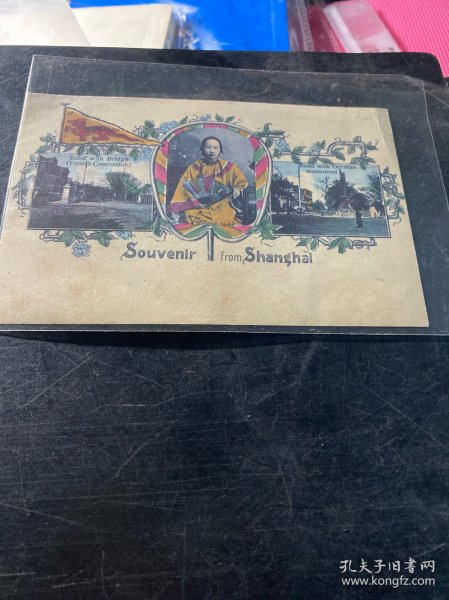 Bund with Bridge
(French Concession)
Bund with German
monument
Souvenir from Shanghai
孔夫子旧书网
www.kongfz.com